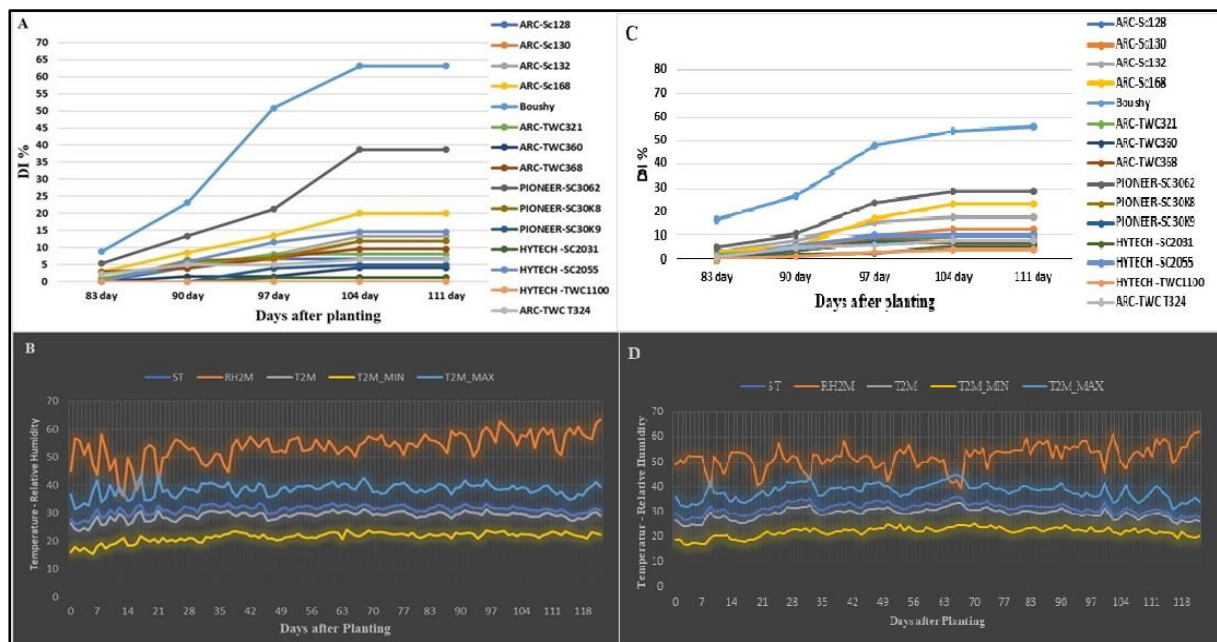 A
70
65
60
55
50
45
40
35
30
25
20
15
10
5
0
DI %
83 day 90 day 97 day 104 day 111 day
Days after planting
ARC-Sc128
ARC-Sc130
ARC-Sc132
ARC-Sc168
Boushy
ARC-TWC321
ARC-TWC360
ARC-TWC368
PIONEER-SC3062
PIONEER-SC30K8
PIONEER-SC30K9
HYTECH -SC2031
HYTECH -SC2055
HYTECH -TWC1100
ARC-TWC T324
C
80
70
60
50
40
30
20
10
0
DI %
83 day 90 day 97 day 104 day 111 day
Days after planting
ARC-Sc128
ARC-Sc130
ARC-Sc132
ARC-Sc168
Boushy
ARC-TWC321
ARC-TWC360
ARC-TWC368
PIONEER-SC3062
PIONEER-SC30K8
PIONEER-SC30K9
HYTECH -SC2031
HYTECH -SC2055
HYTECH -TWC1100
ARC-TWC T324
B
ST RH2M T2M T2M_MIN T2M_MAX
70
60
50
40
30
20
10
0
Temperature - Relative Humidity
0 7 14 21 28 35 42 49 56 63 70 77 84 91 98 104 111 118
Days after Planting
D
ST RH2M T2M T2M_MIN T2M_MAX
70
60
50
40
30
20
10
0
Temperatur - Relative Humidity
0 7 14 21 28 35 42 49 56 63 70 77 84 91 98 104 111 118
Days after Planting